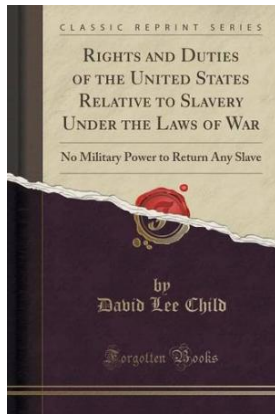 CLASSIC REPRINT SERIES
RIGHTS AND DUTIES
OF THE UNITED STATES
RELATIVE TO SLAVERY
UNDER THE LAWS OF WAR
No Military Power to Return Any Slave
by
David Lee Child
Forgotten Books